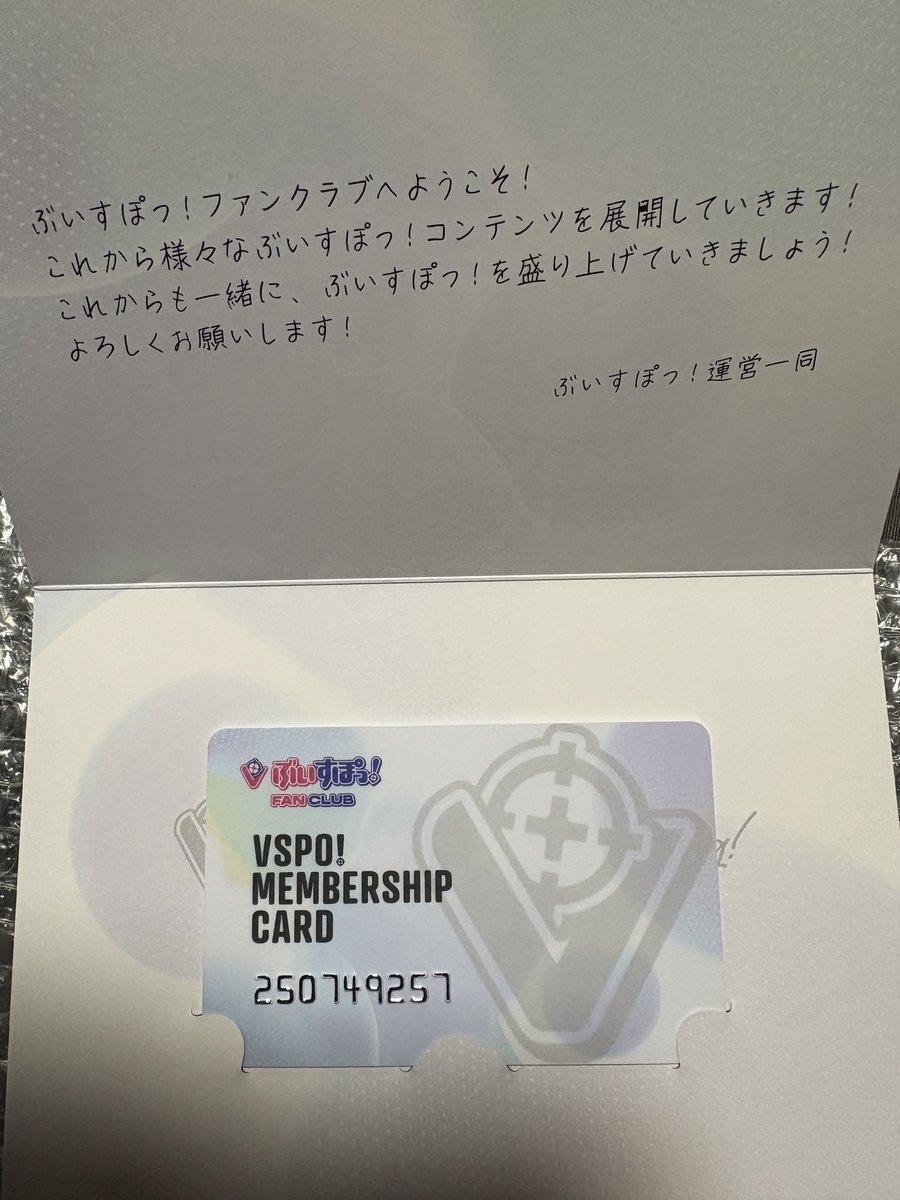 ぶいすぽっ！ファンクラブへようこそ！
これから様々なぶいすぽっ！コンテンツを展開していきます！
これからも一緒に、ぶいすぽっ！を盛り上げていきましょう！
よろしくお願いします！
ぶいすぽっ！運営一同
ぶいすぽっ！
FAN CLUB
VSPO!
MEMBERSHIP
CARD
250749257